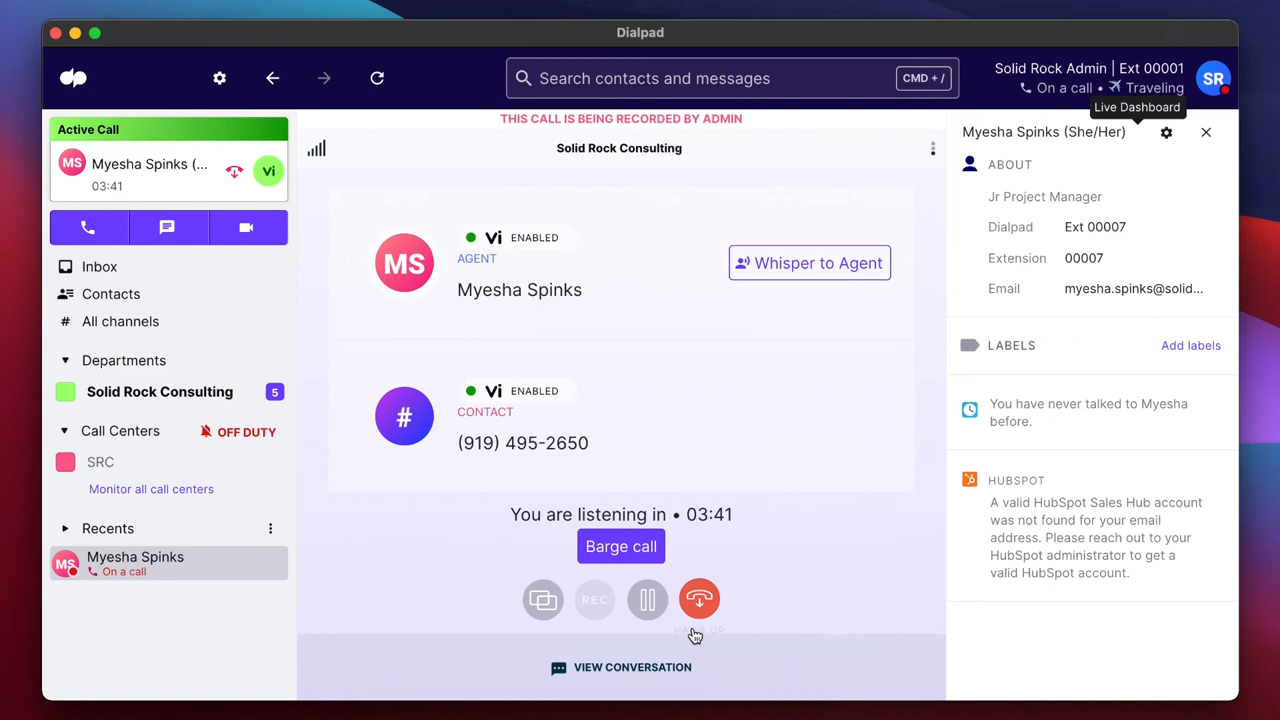 Dialpad
Search contacts and messages
CMD + /
Solid Rock Admin | Ext 00001
On a call • ✈ Traveling
SR
Live Dashboard
Active Call
MS
Myesha Spinks (...
03:41
Vi
Inbox
Contacts
# All channels
Departments
Solid Rock Consulting
5
Call Centers
OFF DUTY
SRC
Monitor all call centers
Recents
MS
Myesha Spinks
On a call
THIS CALL IS BEING RECORDED BY ADMIN
Solid Rock Consulting
MS
Vi ENABLED
AGENT
Myesha Spinks
Whisper to Agent
#
Vi ENABLED
CONTACT
(919) 495-2650
You are listening in • 03:41
Barge call
REC
HANG UP
VIEW CONVERSATION
Myesha Spinks (She/Her)
ABOUT
Jr Project Manager
Dialpad Ext 00007
Extension 00007
Email myesha.spinks@solid...
LABELS
Add labels
You have never talked to Myesha
before.
HUBSPOT
A valid HubSpot Sales Hub account
was not found for your email
address. Please reach out to your
HubSpot administrator to get a
valid HubSpot account.